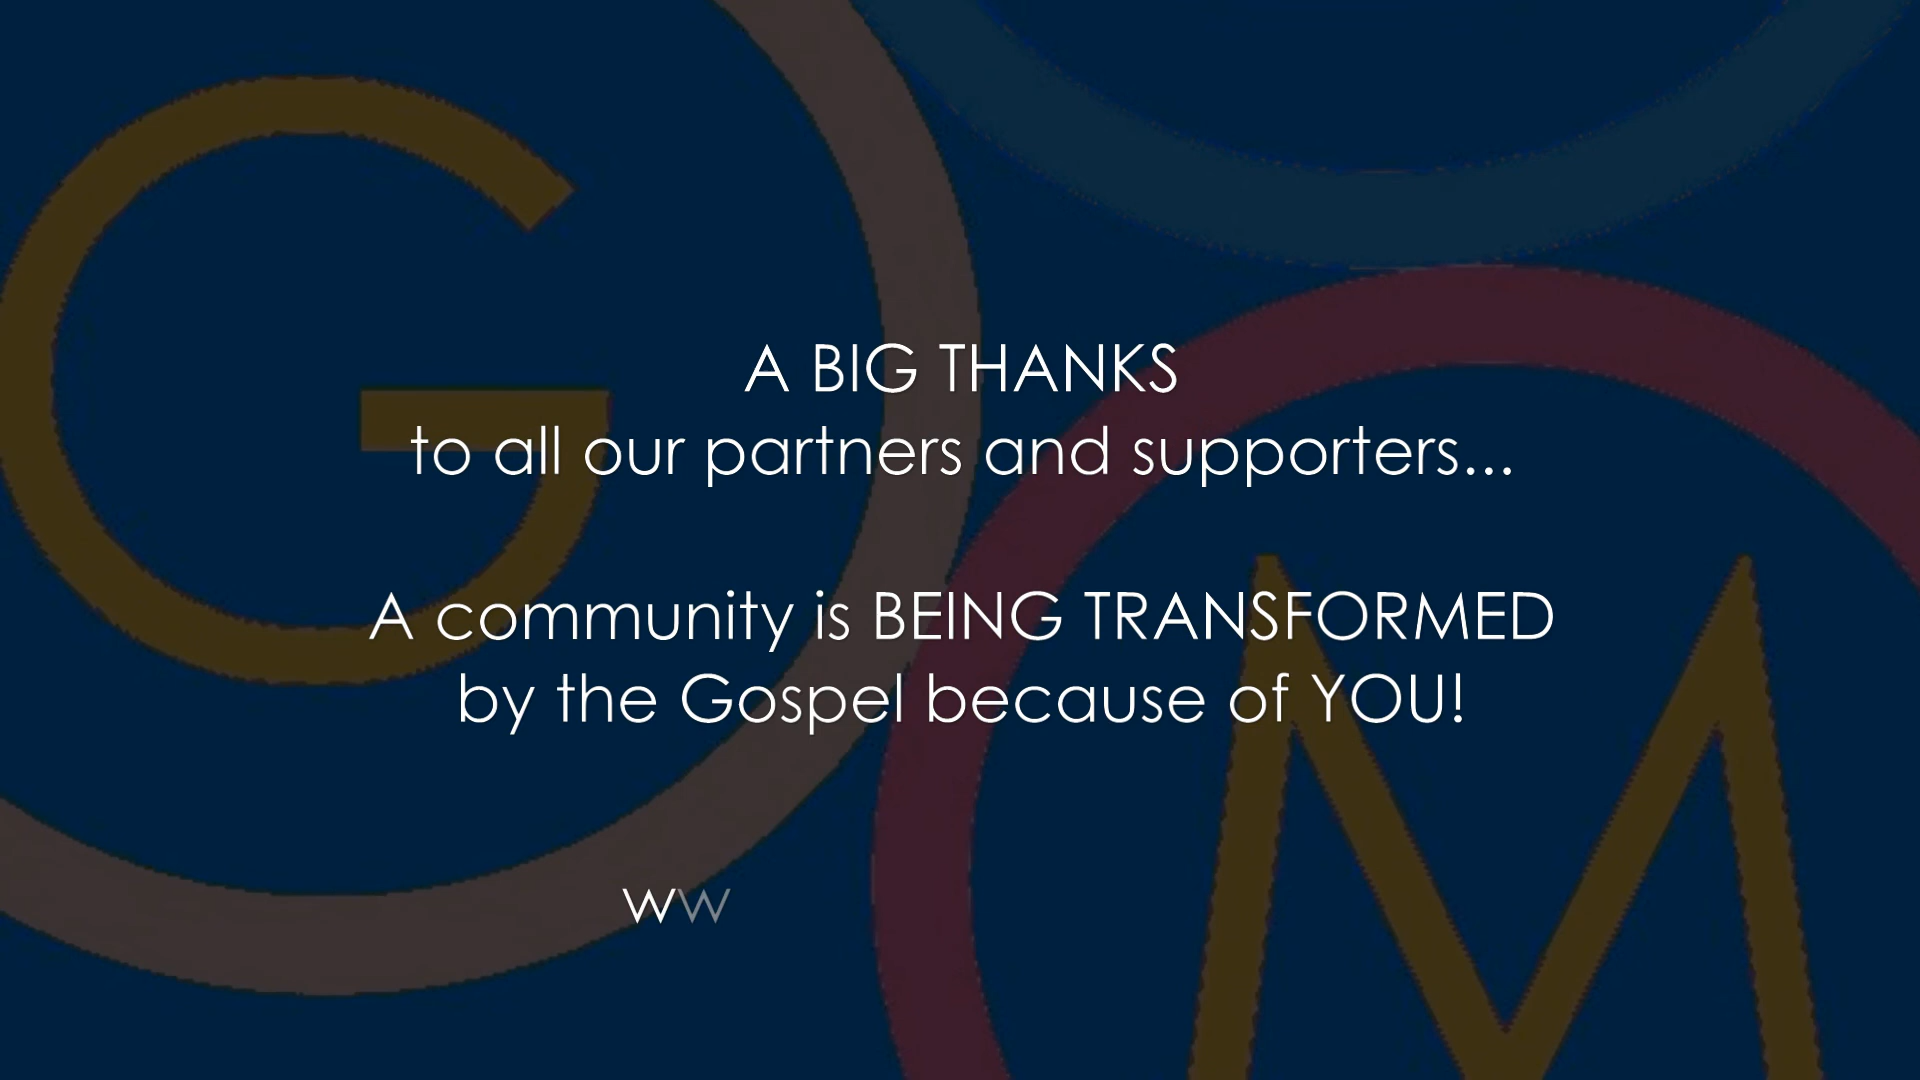 G
A BIG THANKS
to all our partners and supporters...
A community is BEING TRANSFORMED
by the Gospel because of YOU!
M
ww